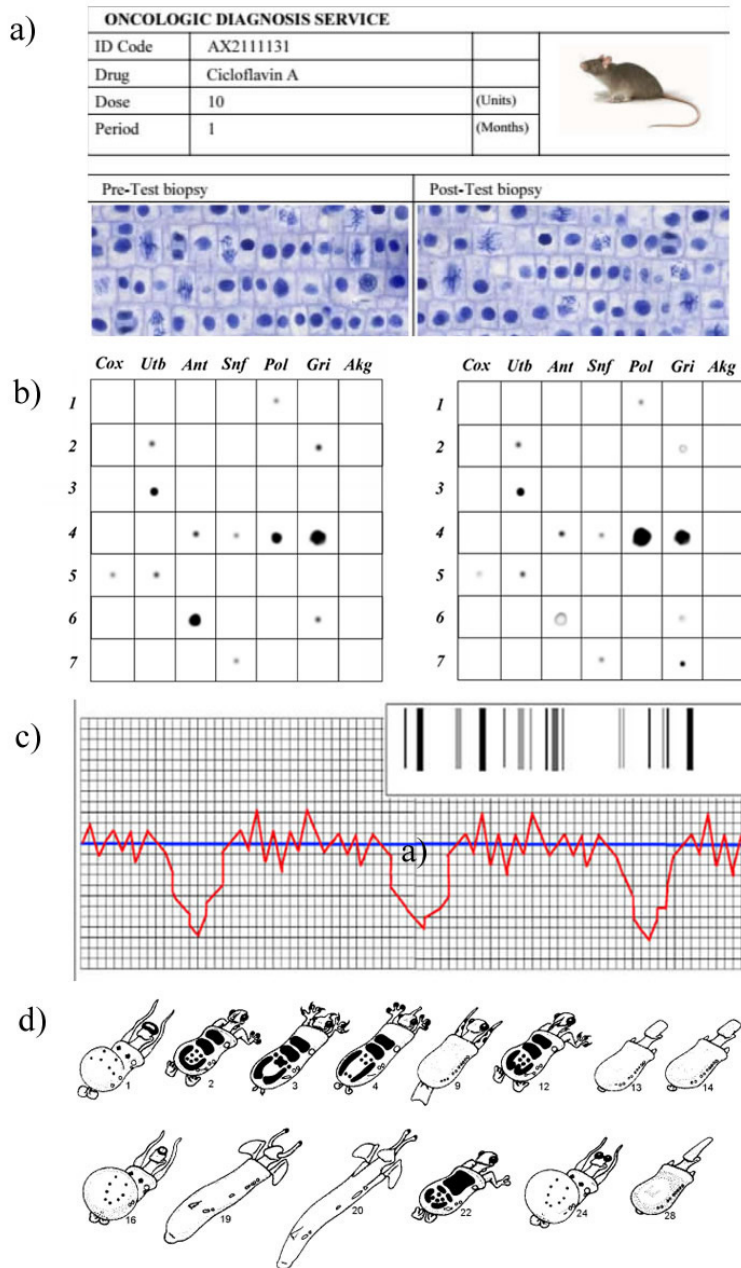 a)
ONCOLOGIC DIAGNOSIS SERVICE
ID Code AX2111131
Drug Cicloflavin A
Dose 10 (Units)
Period 1 (Months)
Pre-Test biopsy Post-Test biopsy
b)
Cox Utb Ant Snf Pol Gri Akg Cox Utb Ant Snf Pol Gri Akg
1 1
2 2
3 3
4 4
5 5
6 6
7 7
c)
a)
d)
1 2 3 4 9 12 13 14
16 19 20 22 24 28